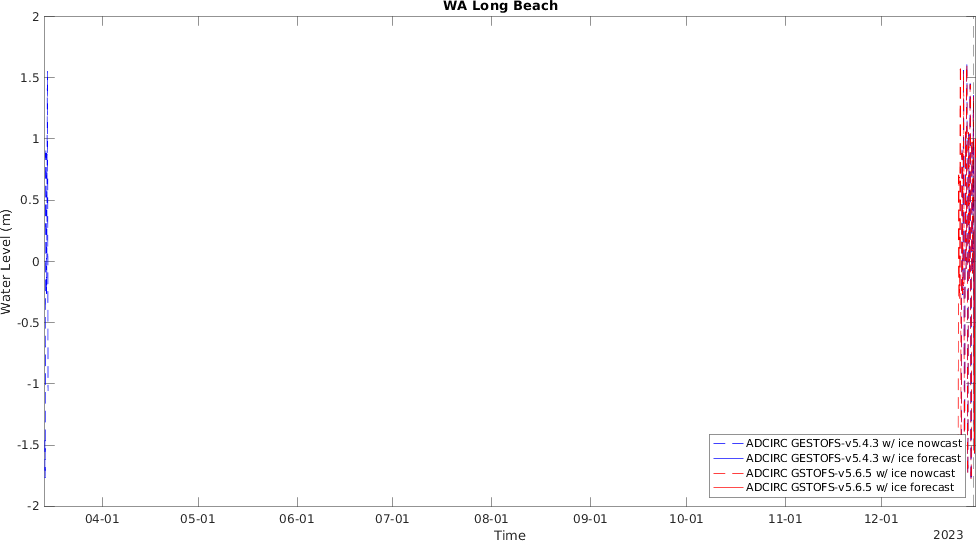 WA Long Beach
2
1.5
1
0.5
0
-0.5
-1
-1.5
-2
Water Level (m)
ADCIRC GESTOFS-v5.4.3 w/ ice nowcast
ADCIRC GESTOFS-v5.4.3 w/ ice forecast
ADCIRC GSTOFS-v5.6.5 w/ ice nowcast
ADCIRC GSTOFS-v5.6.5 w/ ice forecast
04-01 05-01 06-01 07-01 08-01 09-01 10-01 11-01 12-01
Time
2023